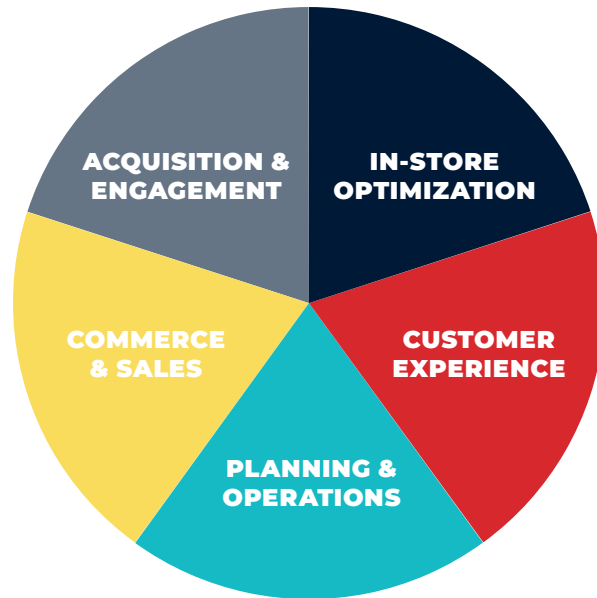 ACQUISITION &
ENGAGEMENT
IN-STORE
OPTIMIZATION
COMMERCE
& SALES
CUSTOMER
EXPERIENCE
PLANNING &
OPERATIONS